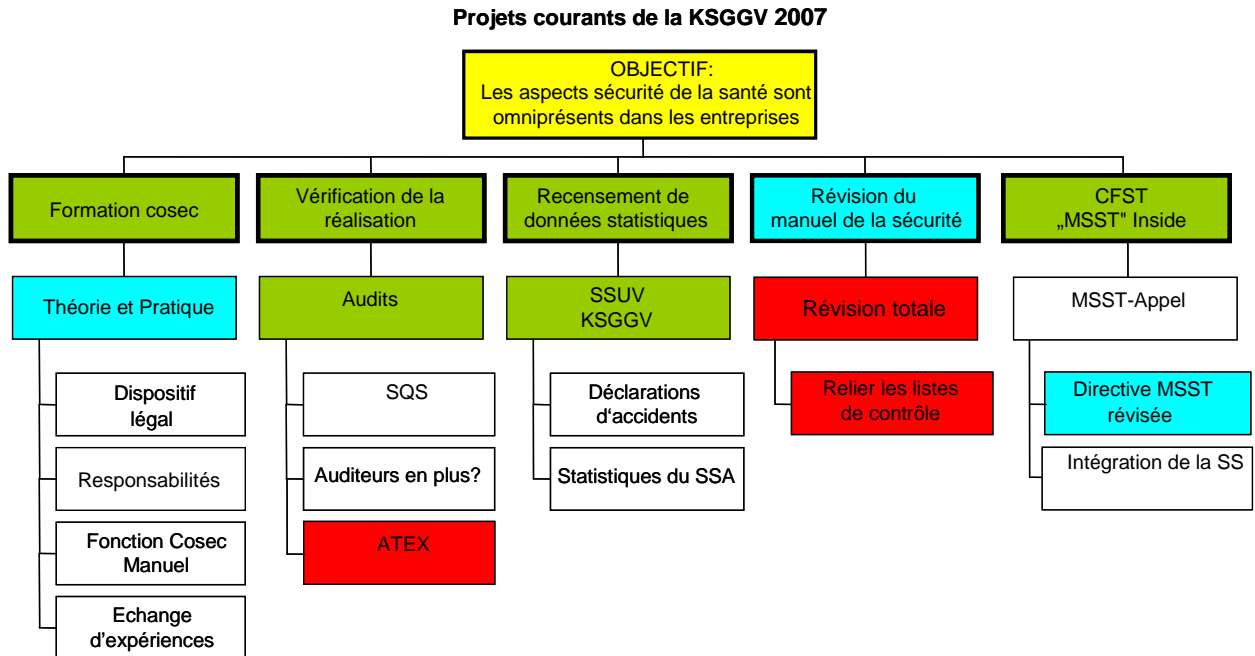 Projets courants de la KSGGV 2007
OBJECTIF:
Les aspects sécurité de la santé sont
omniprésents dans les entreprises
Formation cosec
Vérification de la
réalisation
Recensement de
données statistiques
Révision du
manuel de la sécurité
CFST
„MSST" Inside
Théorie et Pratique
Audits
SSUV
KSGGV
Révision totale
MSST-Appel
Dispositif
légal
SQS
Déclarations
d'accidents
Relier les listes
de contrôle
Directive MSST
révisée
Responsabilités
Auditeurs en plus?
Statistiques du SSA
Intégration de la SS
Fonction Cosec
Manuel
ATEX
Echange
d'expériences